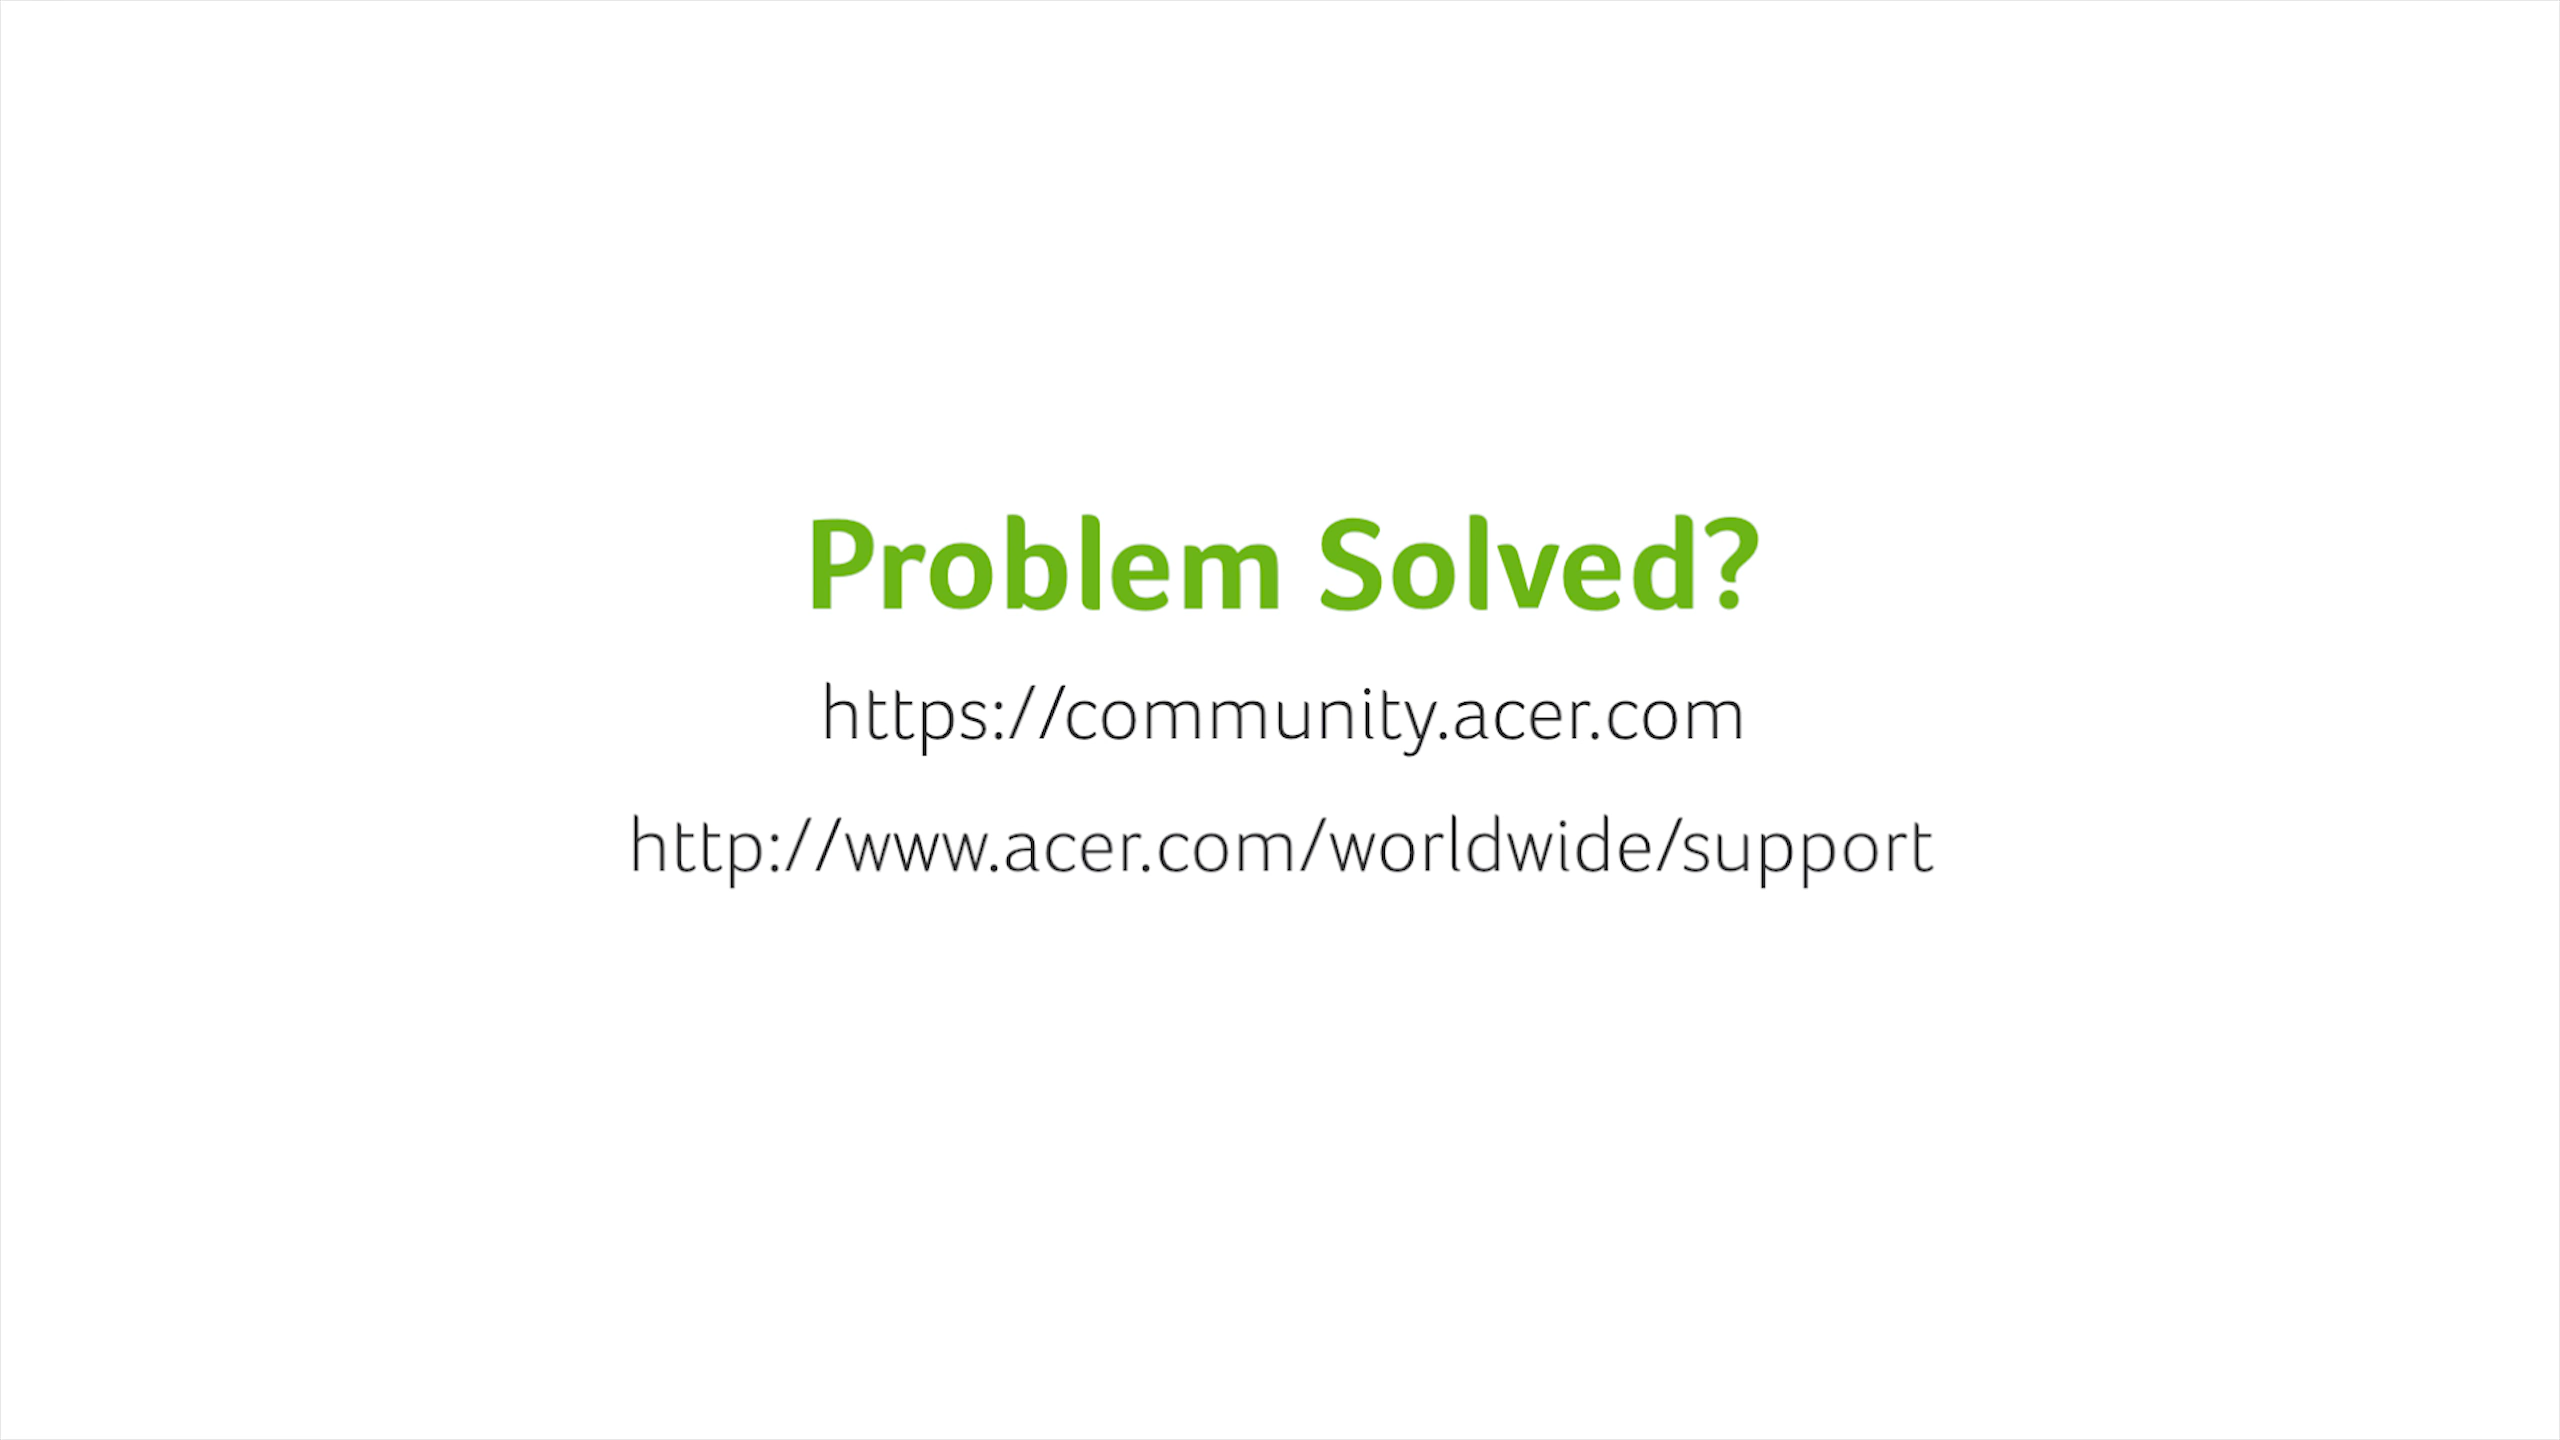 Problem Solved?
https://community.acer.com
http://www.acer.com/worldwide/support